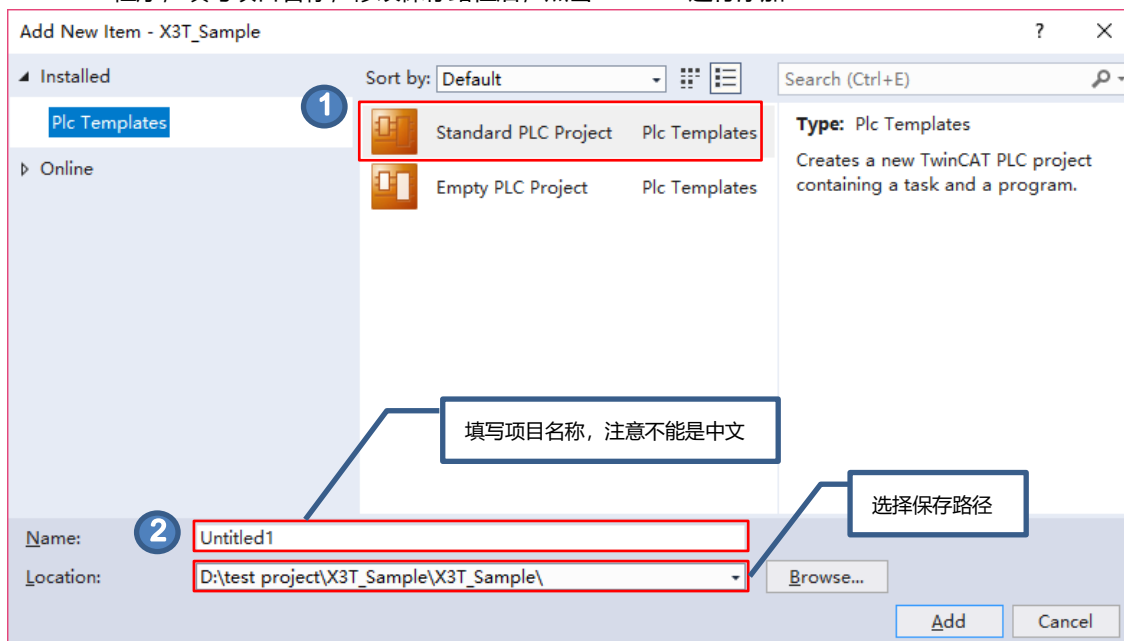 Add New Item - X3T_Sample ? ×
Installed
Sort by: Default
Search (Ctrl+E)
1
Plc Templates
Standard PLC Project Plc Templates
Type: Plc Templates
Online
Creates a new TwinCAT PLC project
containing a task and a program.
Empty PLC Project Plc Templates
填写项目名称，注意不能是中文
选择保存路径
2
Name: Untitled1
Location: D:\test project\X3T_Sample\X3T_Sample\
Browse...
Add Cancel